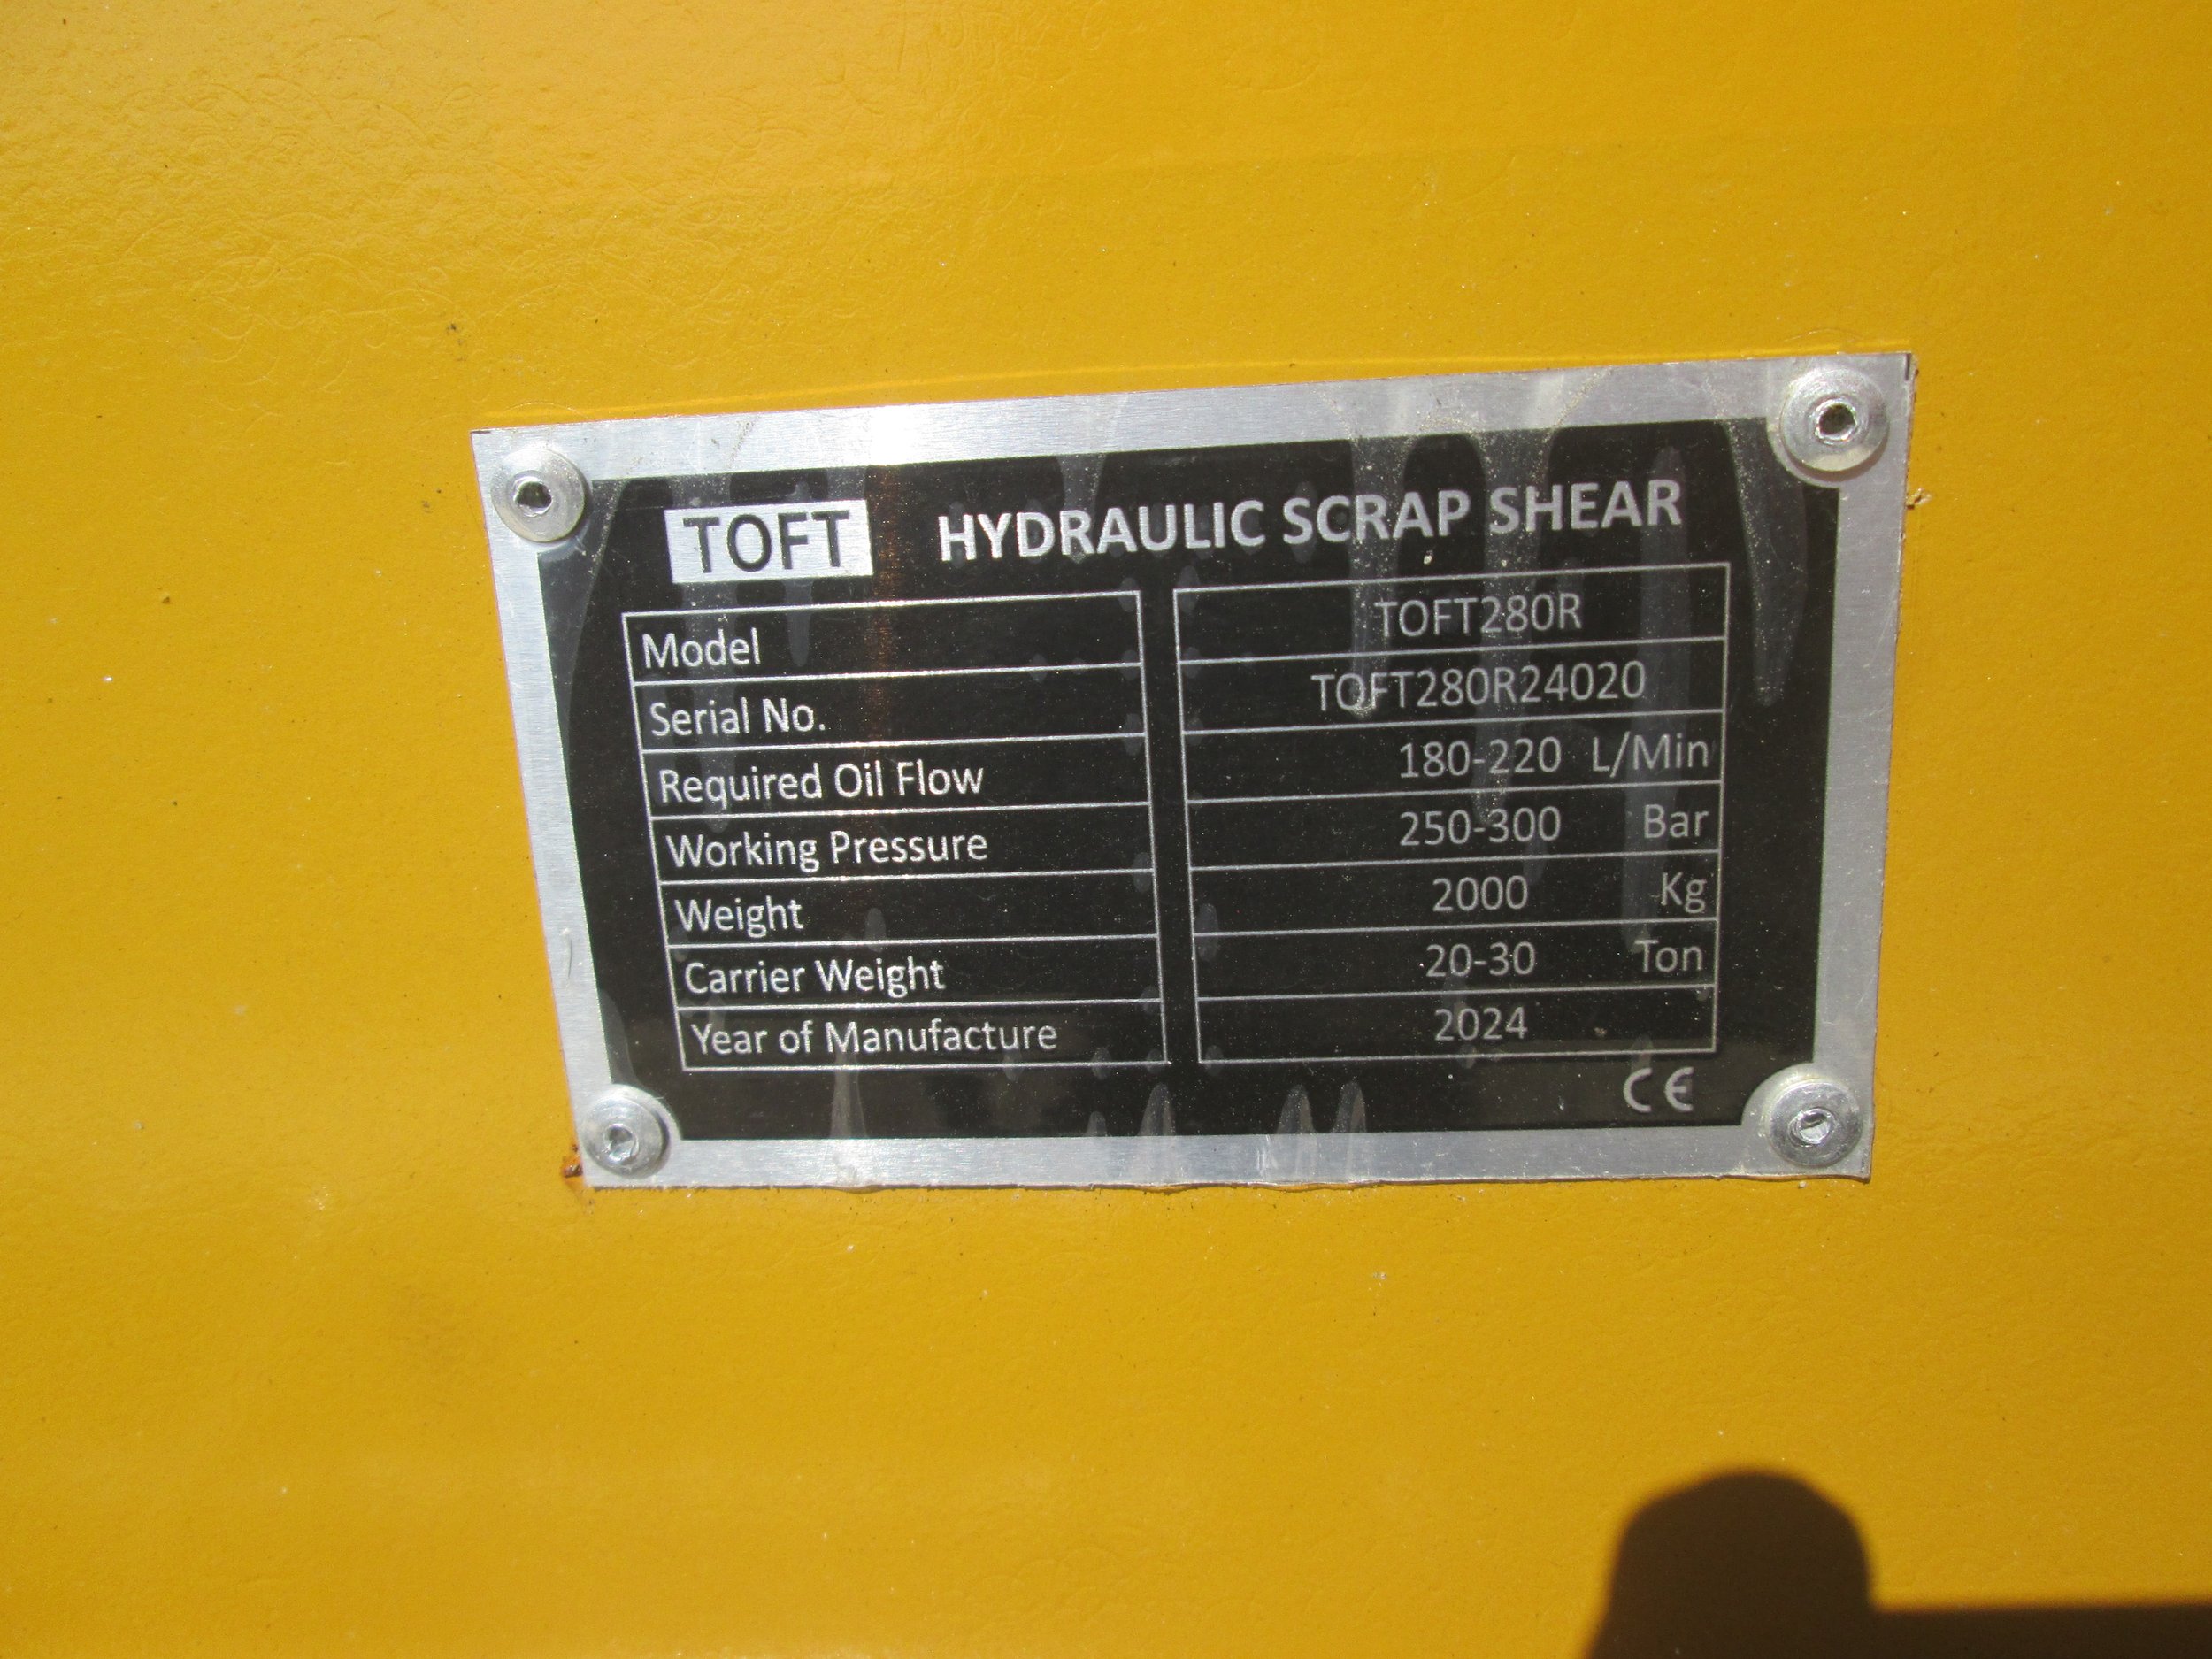 TOFT HYDRAULIC SCRAP SHEAR
Model TOFT280R
Serial No. TOFT280R24020
Required Oil Flow 180-220 L/Min
Working Pressure 250-300 Bar
Weight 2000 Kg
Carrier Weight 20-30 Ton
Year of Manufacture 2024
CE